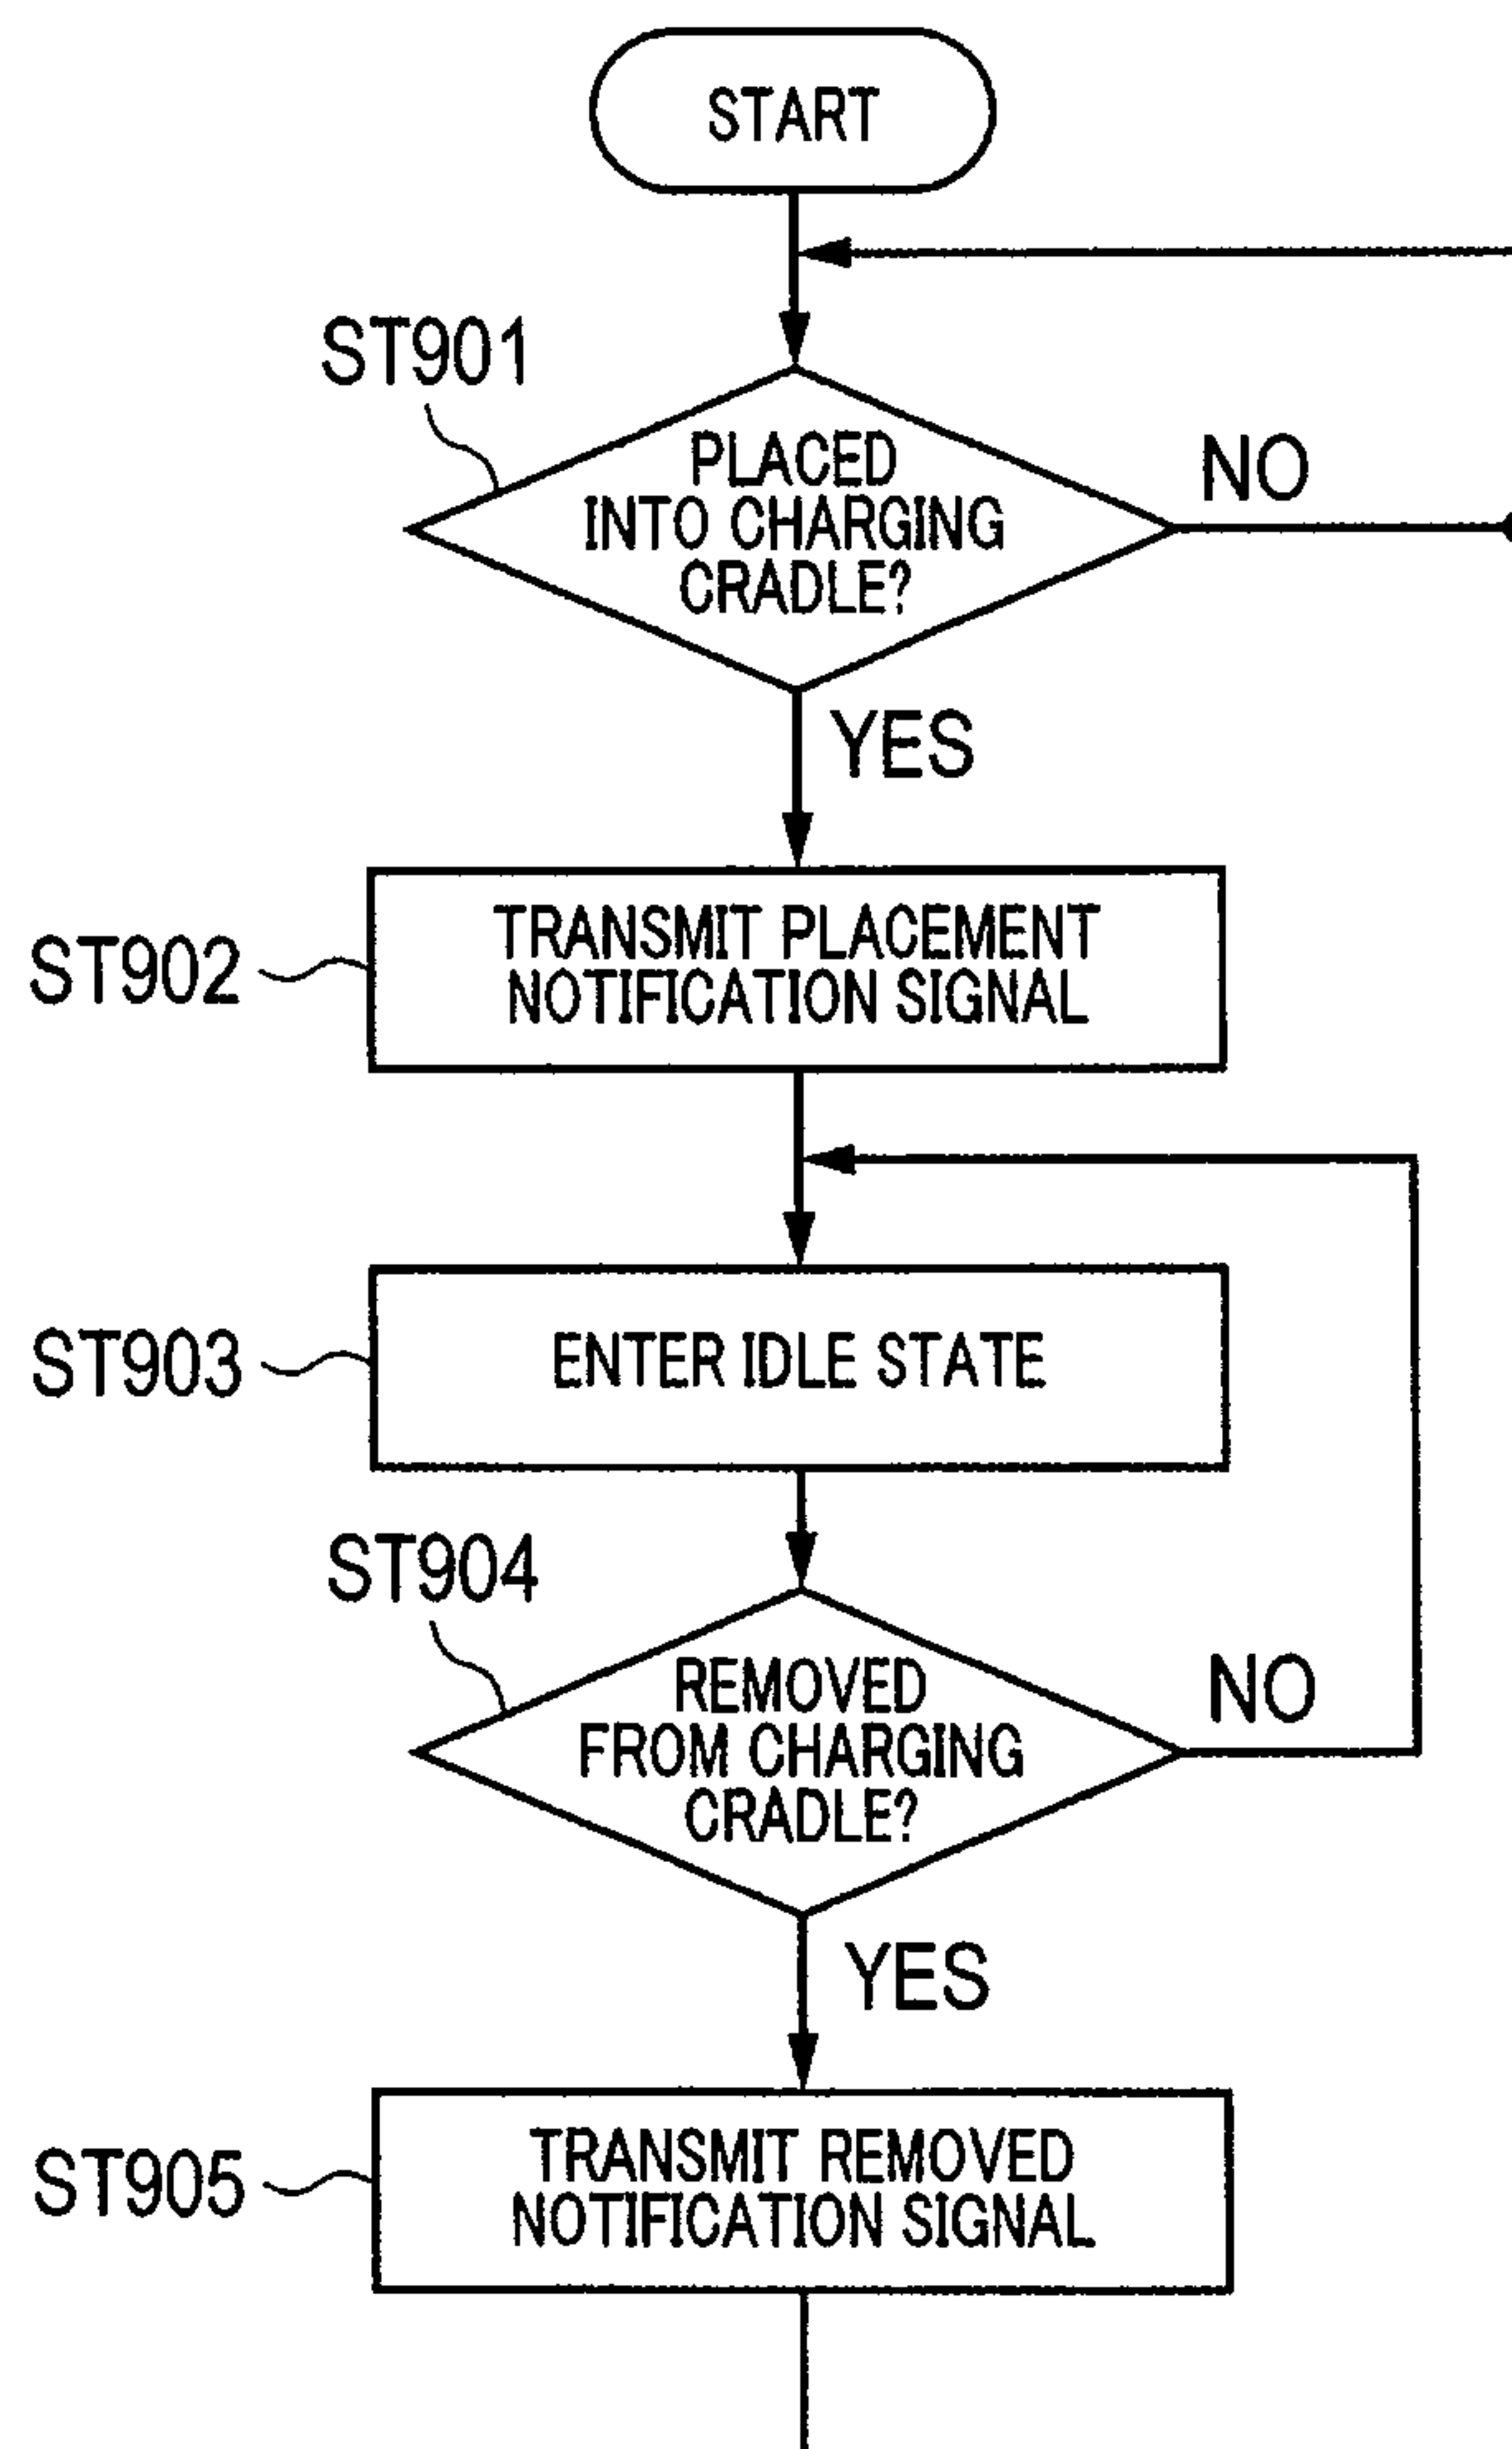 START
ST901
PLACED
INTO CHARGING
CRADLE?
NO
YES
ST902
TRANSMIT PLACEMENT
NOTIFICATION SIGNAL
ST903
ENTER IDLE STATE
ST904
REMOVED
FROM CHARGING
CRADLE?
NO
YES
ST905
TRANSMIT REMOVED
NOTIFICATION SIGNAL